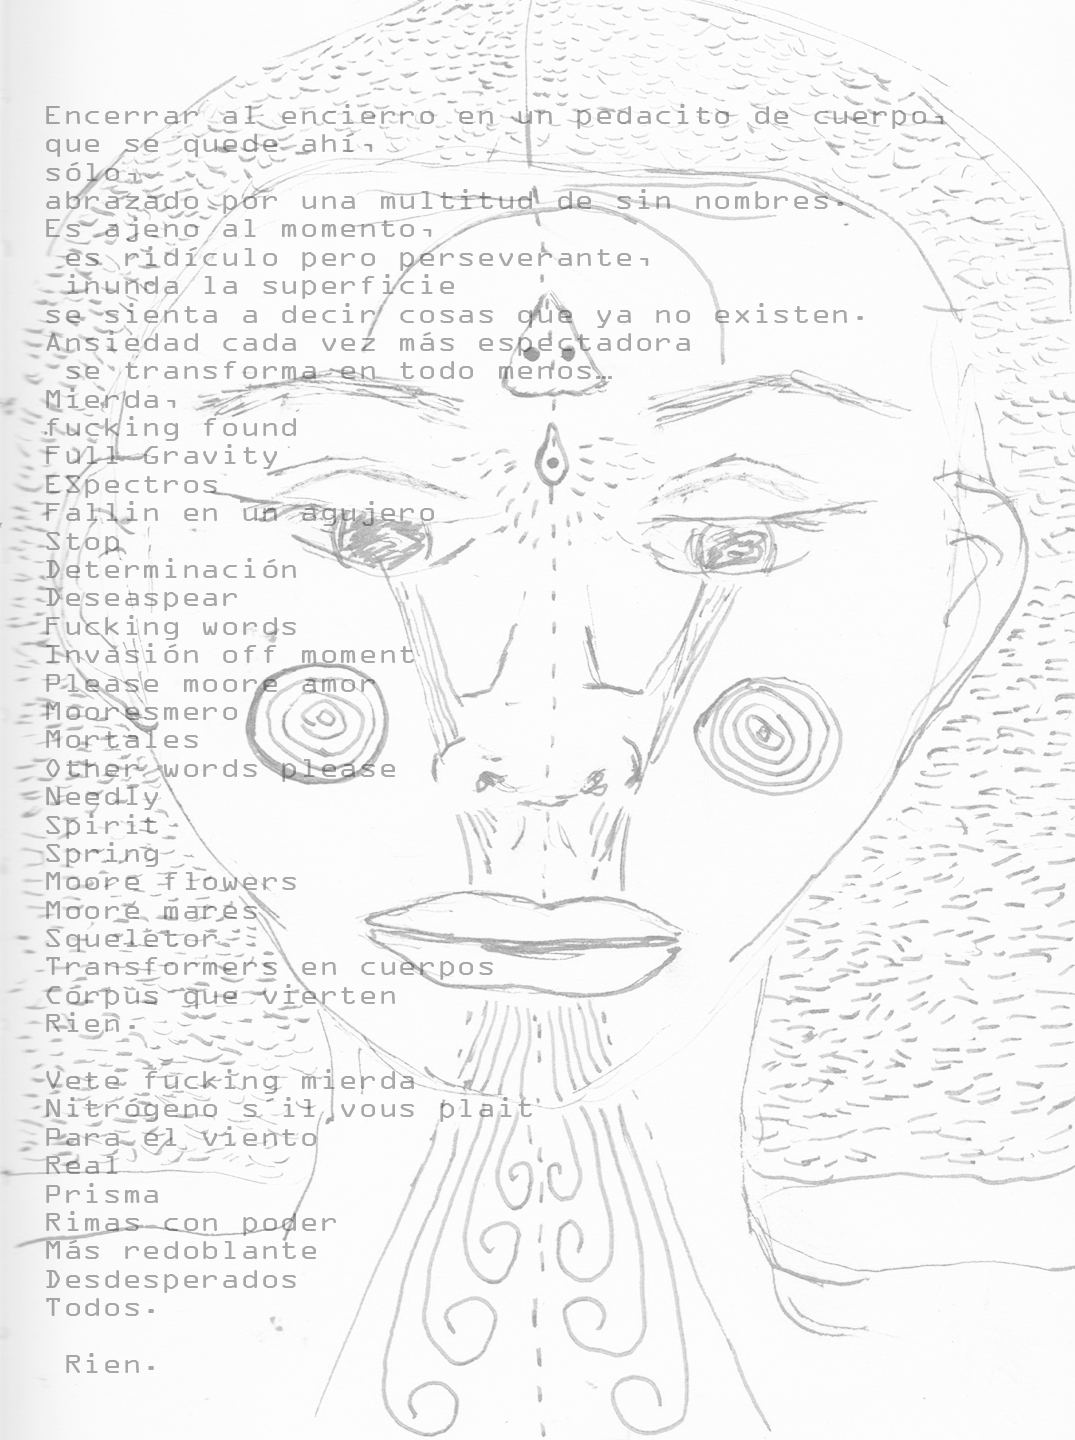 Encerrar al encierro en un pedacito de cuerpo,
que se quede ahi,
sólo,
abrazado por una multitud de sin nombres.
Es ajeno al momento,
es ridículo pero perseverante,
inunda la superficie
se sienta a decir cosas que ya no existen.
Ansiedad cada vez más espectadora
se transforma en todo menos…
Mierda,
fucking found
Full Gravity
ESpectros
Fallin en un agujero
Stop
Determinación
Deseaspear
Fucking words
Invasión off moment
Please moore amor
Mooresmero
Mortales
Other words please
Needly
Spirit
Spring
Moore flowers
Moore mares
Squeletor
Transformers en cuerpos
Corpus que vierten
Rien.
Vete fucking mierda
Nitrógeno s´il vous plait
Para el viento
Real
Prisma
Rimas con poder
Más redoblante
Desdesperados
Todos.
Rien.